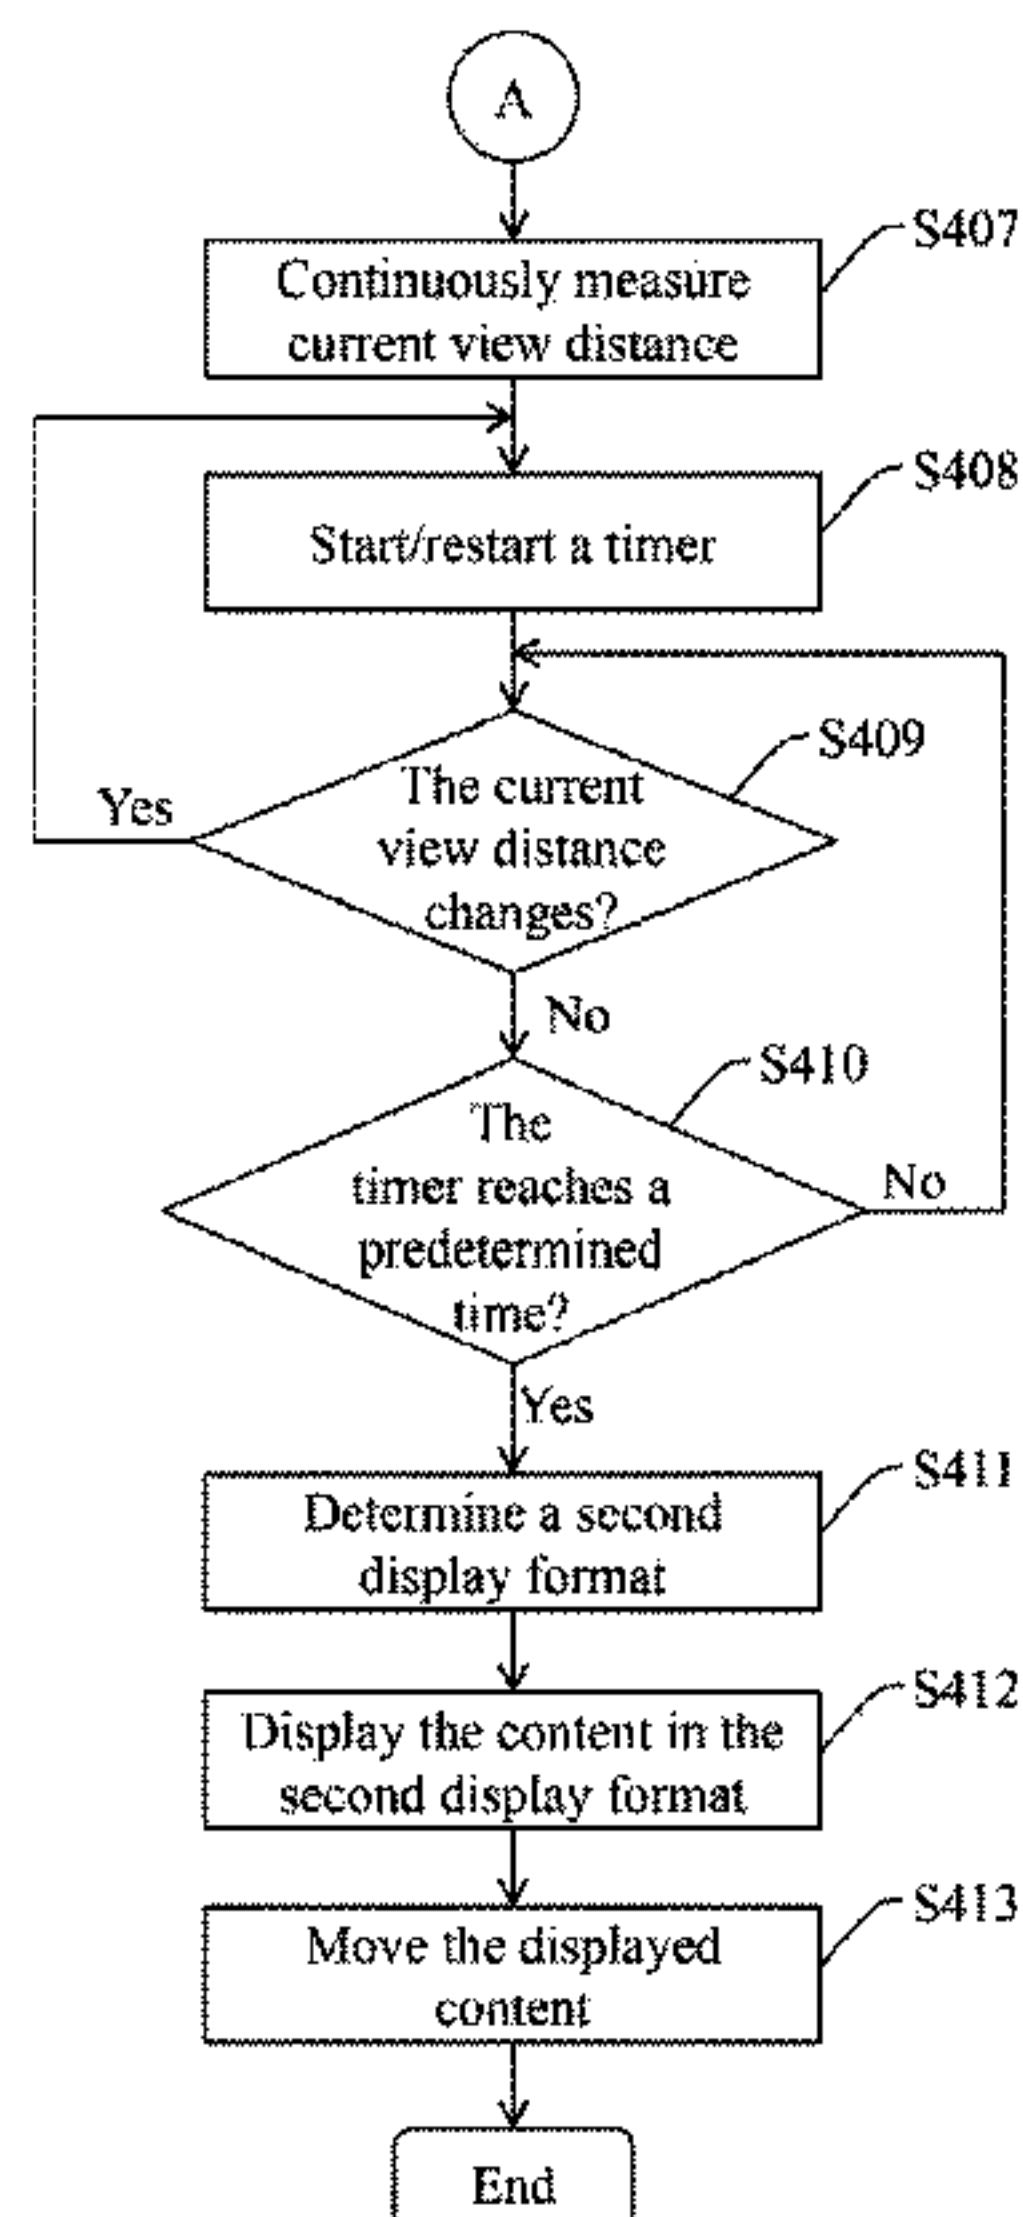 A
S407
Continuously measure
current view distance
S408
Start/restart a timer
S409
The current
view distance
changes?
Yes
No
S410
The
timer reaches a
predetermined
time?
No
Yes
S411
Determine a second
display format
S412
Display the content in the
second display format
S413
Move the displayed
content
End